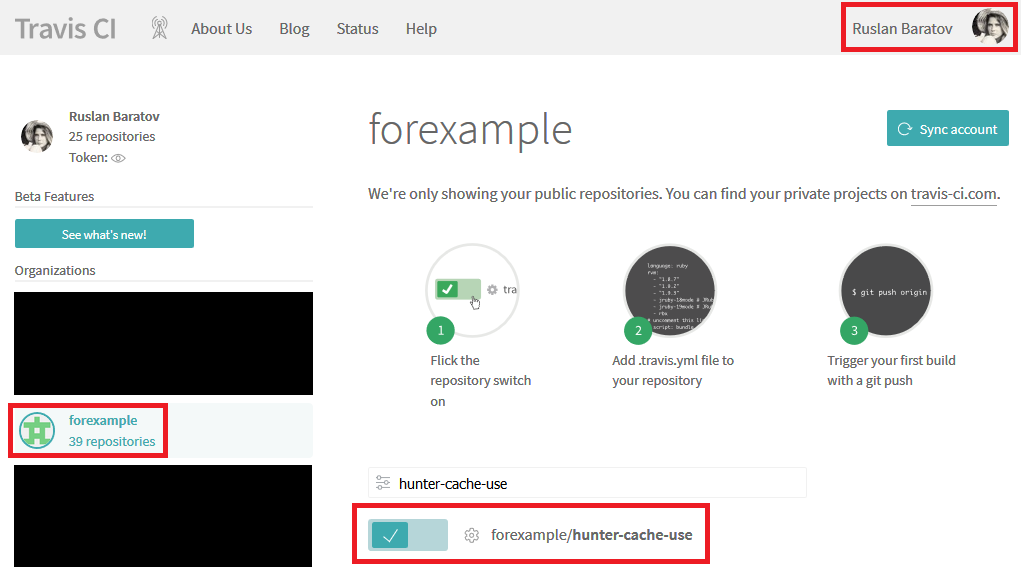 Travis CI
About Us
Blog
Status
Help
Ruslan Baratov
Ruslan Baratov
25 repositories
Token:
Beta Features
See what's new!
Organizations
forexample
39 repositories
forexample
Sync account
We're only showing your public repositories. You can find your private projects on travis-ci.com.
tra
1
Flick the
repository switch
on
language: ruby
rvm:
- "1.8.7"
- "1.9.2"
- "1.9.3"
- jruby-18mode # JRub
- jruby-19mode # JRub
- rbx
# uncomment this li
script: bundle
2
Add .travis.yml file to
your repository
$ git push origin
3
Trigger your first build
with a git push
hunter-cache-use
forexample/hunter-cache-use